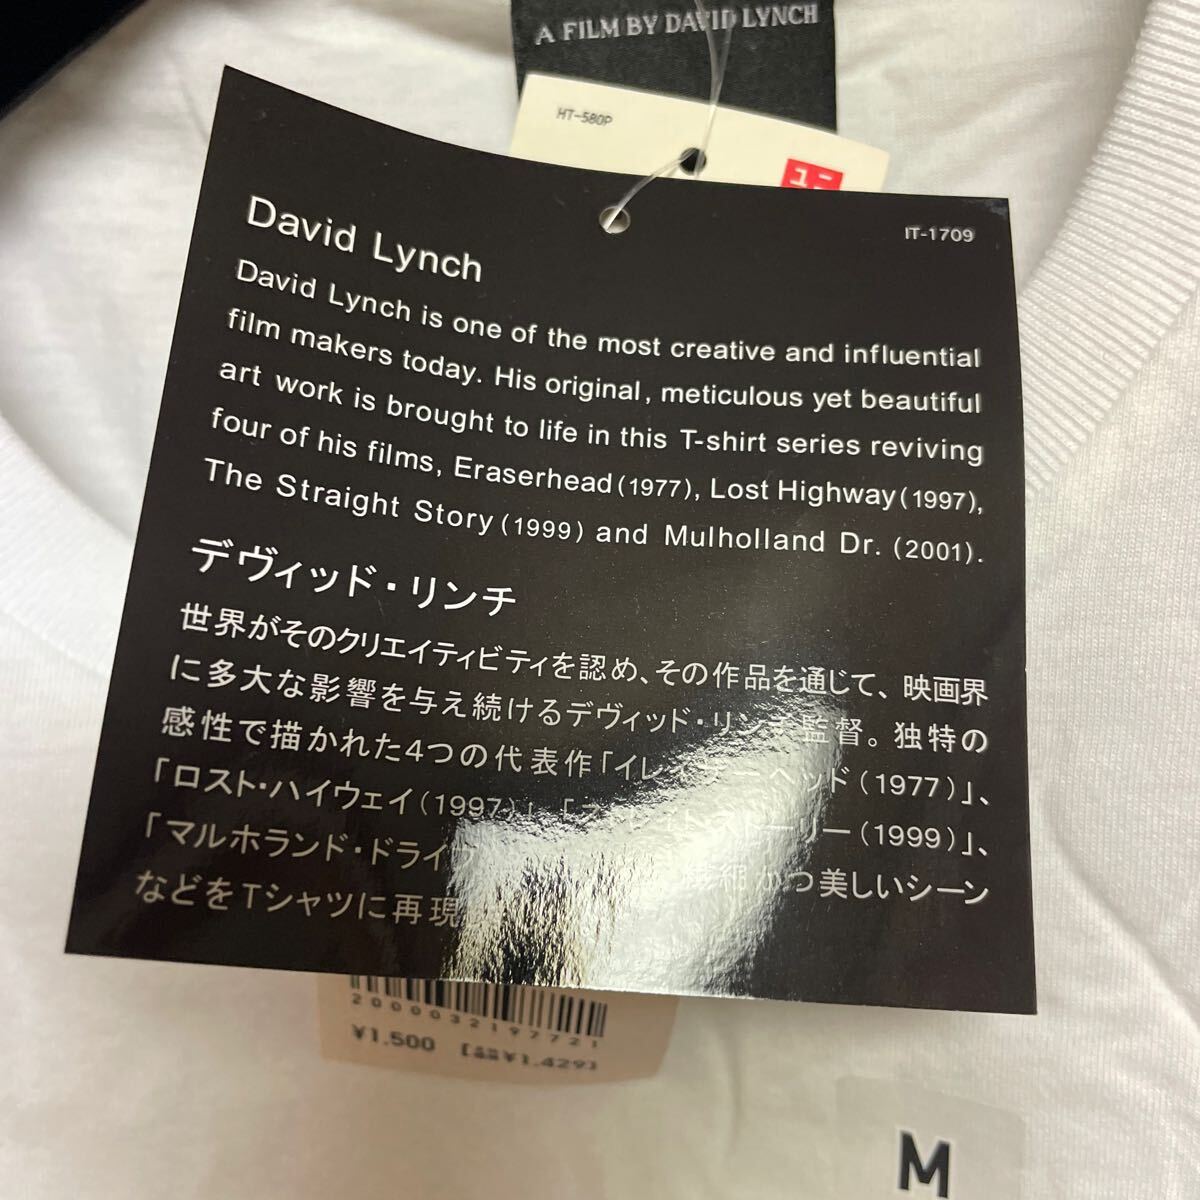 A FILM BY DAVID LYNCH
HT-580P
ユニ
IT-1709
David Lynch
David Lynch is one of the most creative and influential
film makers today. His original, meticulous yet beautiful
art work is brought to life in this T-shirt series reviving
four of his films, Eraserhead (1977), Lost Highway (1997),
The Straight Story (1999) and Mulholland Dr. (2001).
デヴィッド・リンチ
世界がそのクリエイティビティを認め、その作品を通じて、映画界
に多大な影響を与え続けるデヴィッド・リンチ監督。独特の
感性で描かれた4つの代表作「イレイザーヘッド(1977)」、
「ロスト・ハイウェイ(1997)」、「ストーリー(1999)」、
「マルホランド・ドライブ かつ美しいシーン
などをTシャツに再現
2000032197721
¥1,500 [本体¥1,429]
M